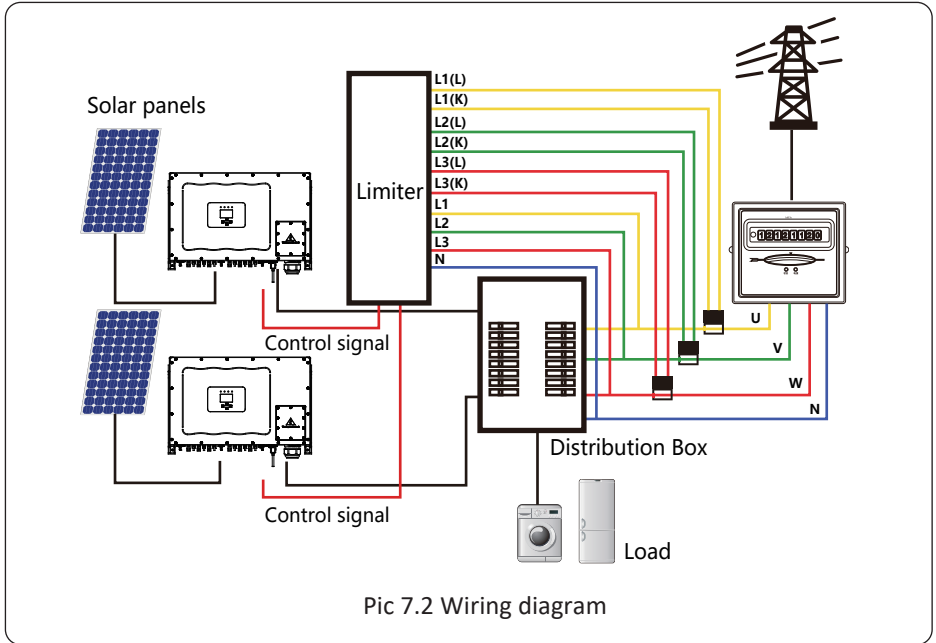 Solar panels
Limiter
L1(L)
L1(K)
L2(L)
L2(K)
L3(L)
L3(K)
L1
L2
L3
N
Control signal
Control signal
12121120
U
V
W
N
Distribution Box
Load
Pic 7.2 Wiring diagram